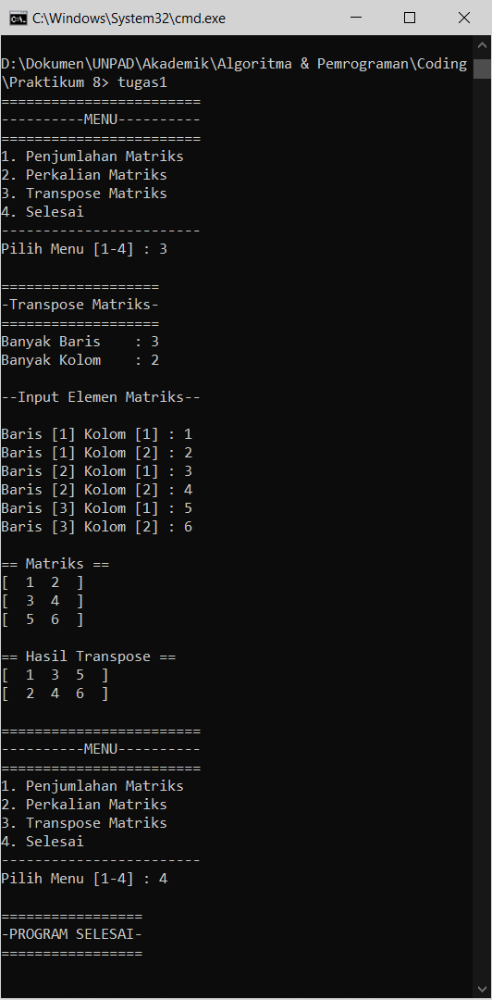 C:\Windows\System32\cmd.exe
D:\Dokumen\UNPAD\Akademik\Algoritma & Pemrograman\Coding
\Praktikum 8> tugas1
========================
----------MENU----------
========================
1. Penjumlahan Matriks
2. Perkalian Matriks
3. Transpose Matriks
4. Selesai
------------------------
Pilih Menu [1-4] : 3
===================
-Transpose Matriks-
===================
Banyak Baris    : 3
Banyak Kolom    : 2
--Input Elemen Matriks--
Baris [1] Kolom [1] : 1
Baris [1] Kolom [2] : 2
Baris [2] Kolom [1] : 3
Baris [2] Kolom [2] : 4
Baris [3] Kolom [1] : 5
Baris [3] Kolom [2] : 6
== Matriks ==
[  1  2  ]
[  3  4  ]
[  5  6  ]
== Hasil Transpose ==
[  1  3  5  ]
[  2  4  6  ]
========================
----------MENU----------
========================
1. Penjumlahan Matriks
2. Perkalian Matriks
3. Transpose Matriks
4. Selesai
------------------------
Pilih Menu [1-4] : 4
=================
-PROGRAM SELESAI-
=================